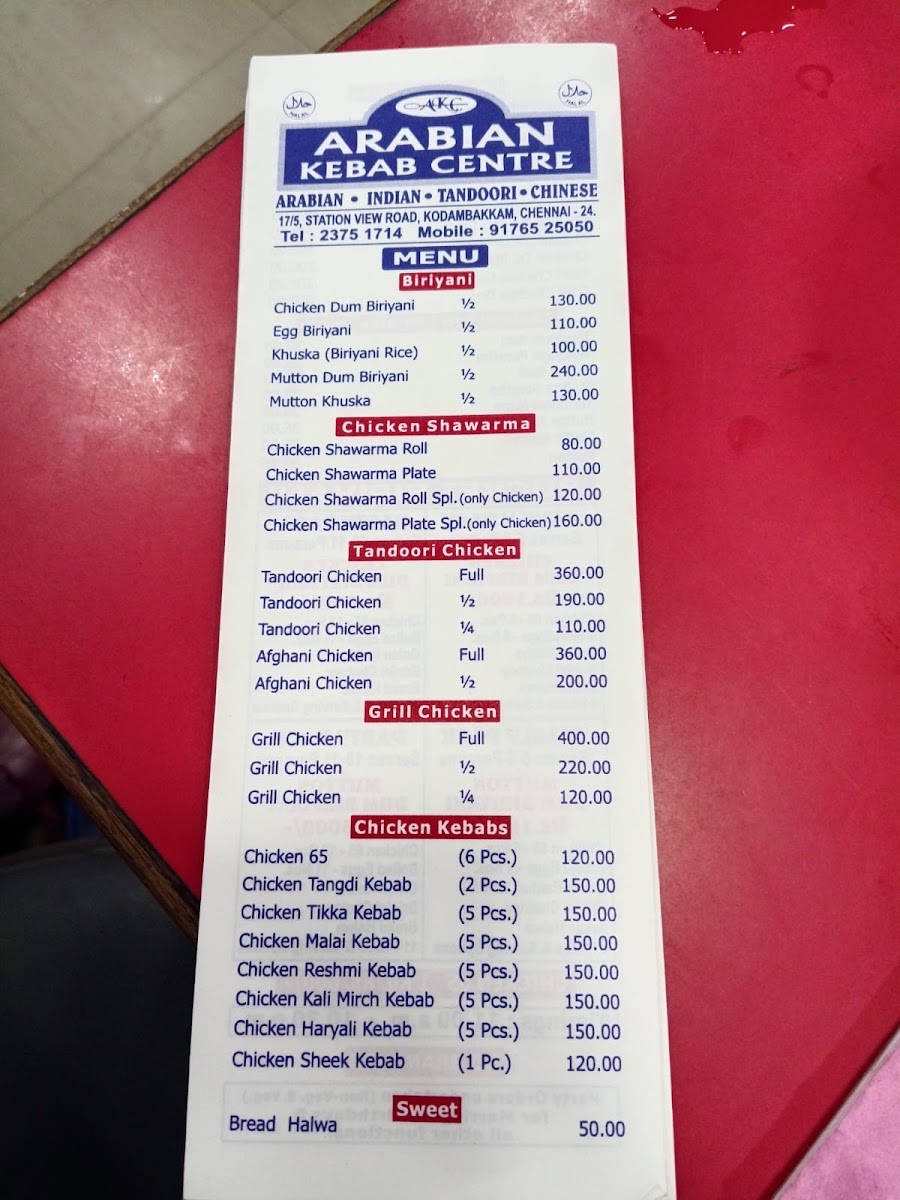 حلال
HALAL
AKC
حلال
HALAL
ARABIAN
KEBAB CENTRE
ARABIAN • INDIAN • TANDOORI • CHINESE
17/5, STATION VIEW ROAD, KODAMBAKKAM, CHENNAI - 24.
Tel : 2375 1714 Mobile : 91765 25050
MENU
Biriyani
Chicken Dum Biriyani ½ 130.00
Egg Biriyani ½ 110.00
Khuska (Biriyani Rice) ½ 100.00
Mutton Dum Biriyani ½ 240.00
Mutton Khuska ½ 130.00
Chicken Shawarma
Chicken Shawarma Roll 80.00
Chicken Shawarma Plate 110.00
Chicken Shawarma Roll Spl.(only Chicken) 120.00
Chicken Shawarma Plate Spl.(only Chicken) 160.00
Tandoori Chicken
Tandoori Chicken Full 360.00
Tandoori Chicken ½ 190.00
Tandoori Chicken ¼ 110.00
Afghani Chicken Full 360.00
Afghani Chicken ½ 200.00
Grill Chicken
Grill Chicken Full 400.00
Grill Chicken ½ 220.00
Grill Chicken ¼ 120.00
Chicken Kebabs
Chicken 65 (6 Pcs.) 120.00
Chicken Tangdi Kebab (2 Pcs.) 150.00
Chicken Tikka Kebab (5 Pcs.) 150.00
Chicken Malai Kebab (5 Pcs.) 150.00
Chicken Reshmi Kebab (5 Pcs.) 150.00
Chicken Kali Mirch Kebab (5 Pcs.) 150.00
Chicken Haryali Kebab (5 Pcs.) 150.00
Chicken Sheek Kebab (1 Pc.) 120.00
Sweet
Bread Halwa 50.00